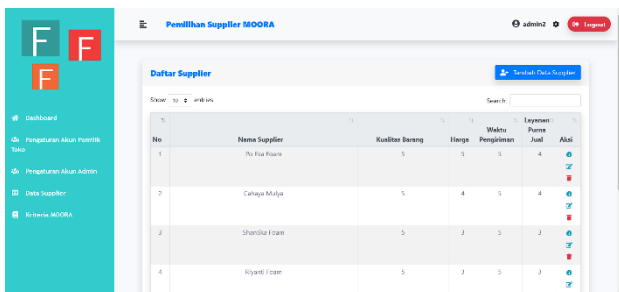 F F
F
Pemilihan Supplier MOORA
admin2
Logout
Daftar Supplier
Tambah Data Supplier
Show 10 entries
Search:
Dashboard
Pengaturan Akun Pemilik
Toko
Pengaturan Akun Admin
Data Supplier
Kriteria MOORA
No Nama Supplier Kualitas Barang Harga Waktu Pengiriman Layanan Purna Jual Aksi
1 5 5 5 4
2 Cahaya Mulya 5 4 5 4
3 Shandika Foam 5 3 5 3
4 Riyanti Foam 5 3 5 3